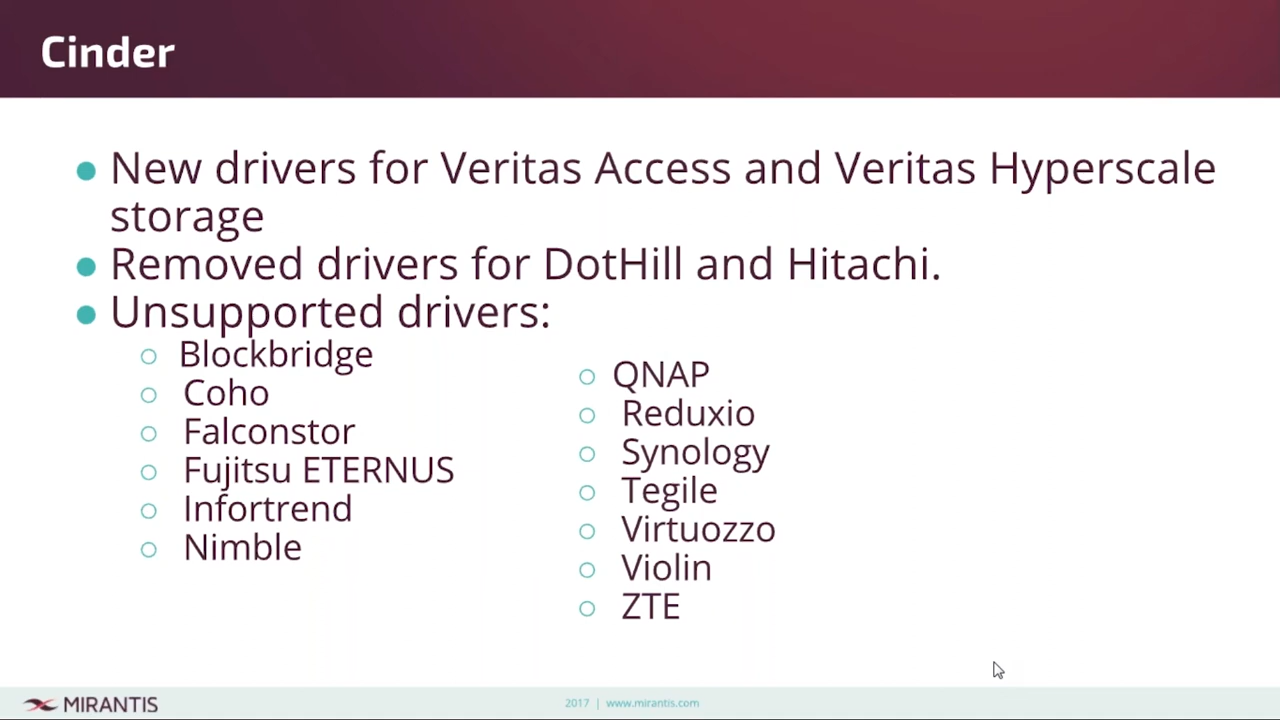 Cinder
New drivers for Veritas Access and Veritas Hyperscale
storage
Removed drivers for DotHill and Hitachi.
Unsupported drivers:
Blockbridge
Coho
Falconstor
Fujitsu ETERNUS
Infortrend
Nimble
QNAP
Reduxio
Synology
Tegile
Virtuozzo
Violin
ZTE
MIRANTIS
2017 | www.mirantis.com